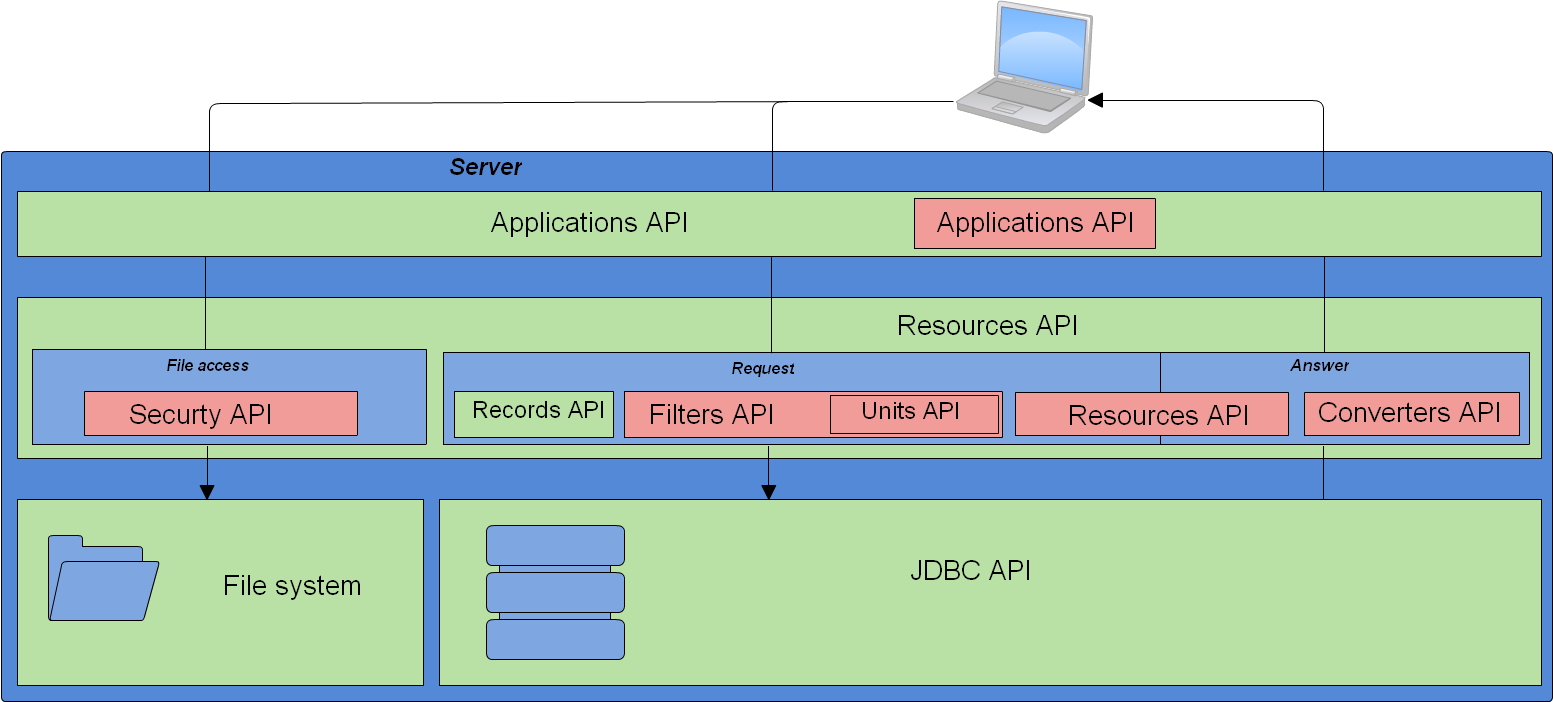 Server
Applications API
Applications API
Resources API
File access
Request
Answer
Securty API
Records API
Filters API
Units API
Resources API
Converters API
File system
JDBC API